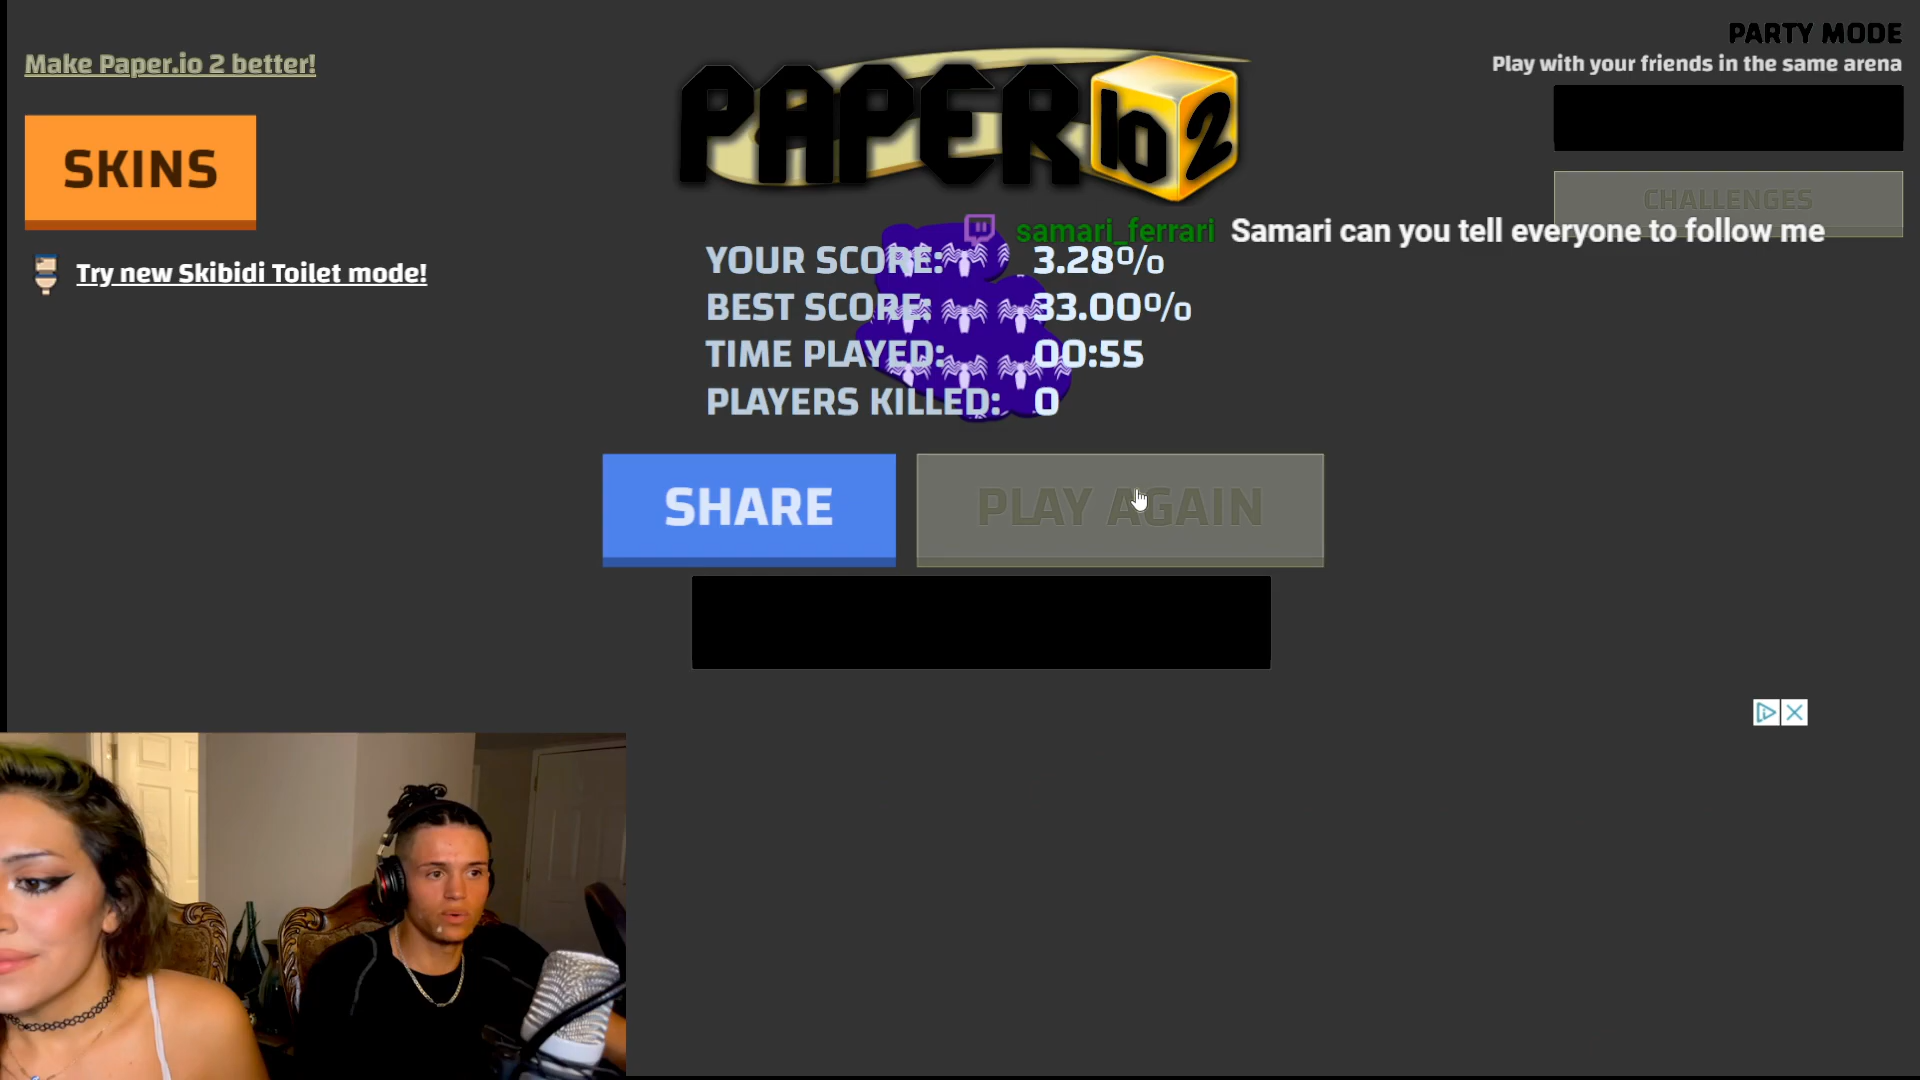 Make Paper.io 2 better!
SKINS
Try new Skibidi Toilet mode!
PAPER io 2
PARTY MODE
Play with your friends in the same arena
CHALLENGES
samari_ferrari Samari can you tell everyone to follow me
YOUR SCORE: 3.28%
BEST SCORE: 33.00%
TIME PLAYED: 00:55
PLAYERS KILLED: 0
SHARE
PLAY AGAIN